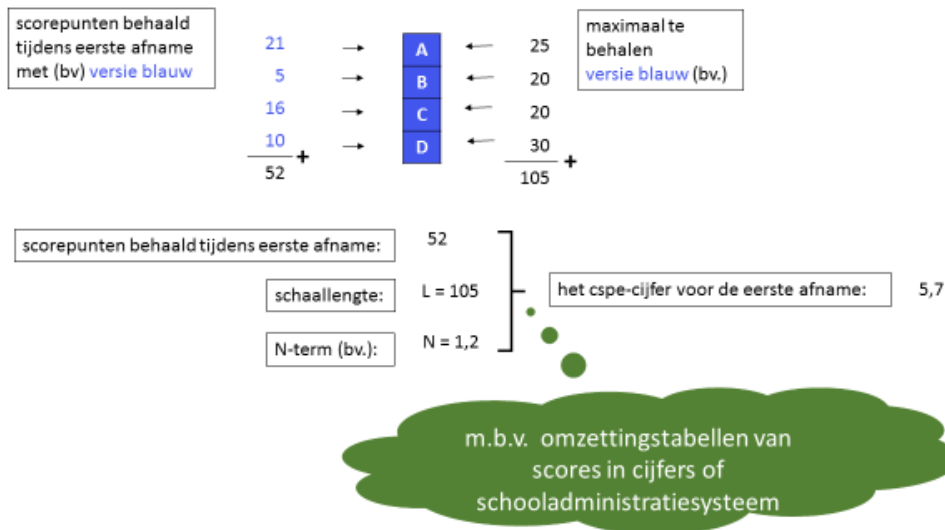 scorepunten behaald
tijdens eerste afname
met (bv) versie blauw
maximaal te
behalen
versie blauw (bv.)
21 A 25
5 B 20
16 C 20
10 D 30
+ +
52 105
scorepunten behaald tijdens eerste afname: 52
schaallengte: L = 105
het cspe-cijfer voor de eerste afname: 5,7
N-term (bv.): N = 1,2
m.b.v. omzettingstabellen van
scores in cijfers of
schooladministratiesysteem